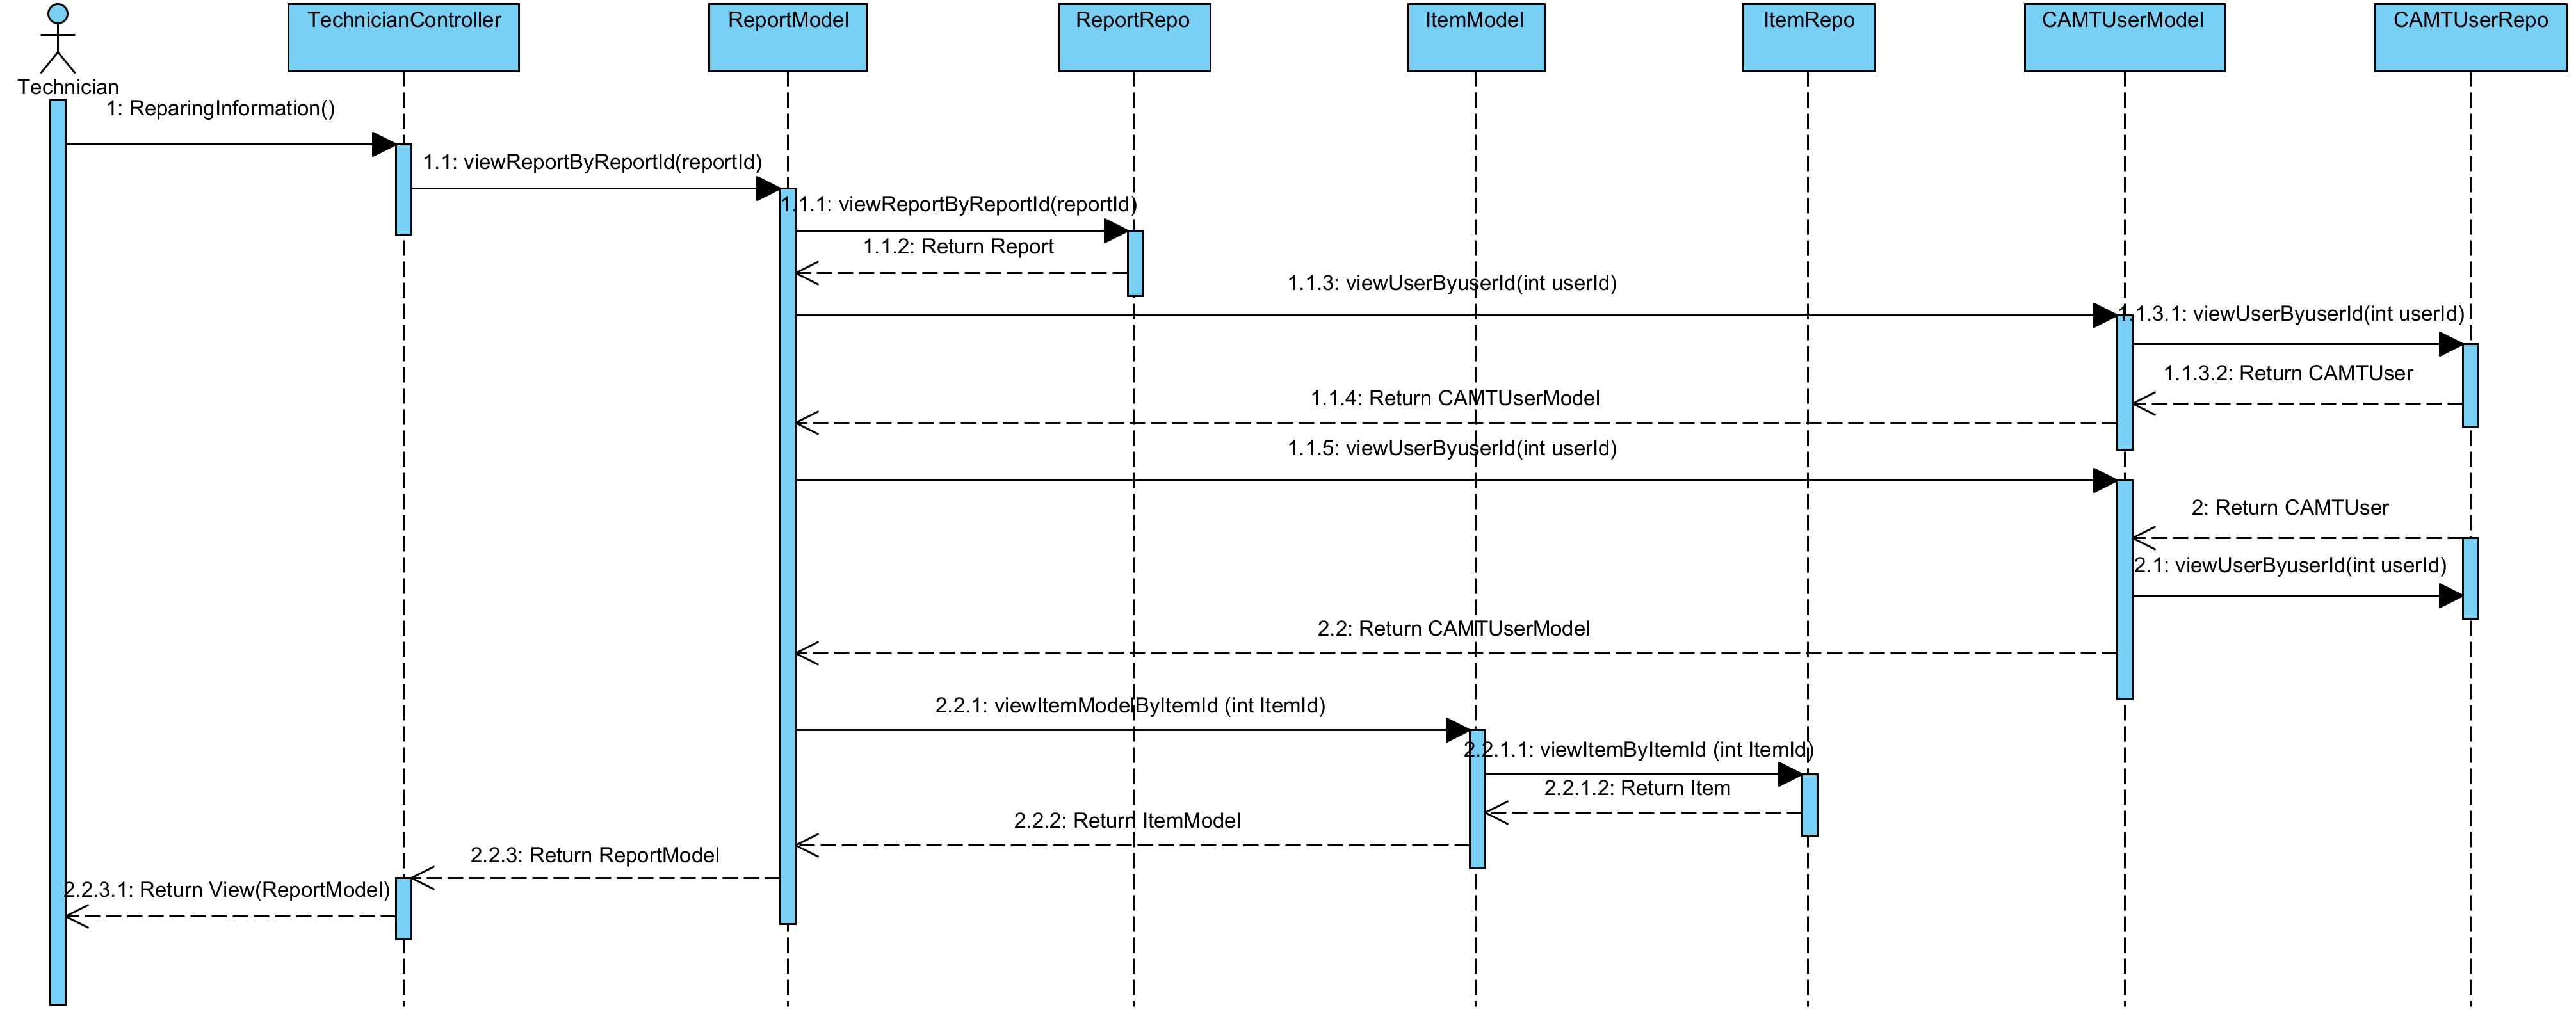 TechnicianController
ReportModel
ReportRepo
ItemModel
ItemRepo
CAMTUserModel
CAMTUserRepo
Technician
1: ReparingInformation()
1.1: viewReportByReportId(reportId)
1.1.1: viewReportByReportId(reportId)
1.1.2: Return Report
1.1.3: viewUserByuserId(int userId)
1.1.3.1: viewUserByuserId(int userId)
1.1.3.2: Return CAMTUser
1.1.4: Return CAMTUserModel
1.1.5: viewUserByuserId(int userId)
2: Return CAMTUser
2.1: viewUserByuserId(int userId)
2.2: Return CAMTUserModel
2.2.1: viewItemModelByItemId (int ItemId)
2.2.1.1: viewItemByItemId (int ItemId)
2.2.1.2: Return Item
2.2.2: Return ItemModel
2.2.3: Return ReportModel
2.2.3.1: Return View(ReportModel)